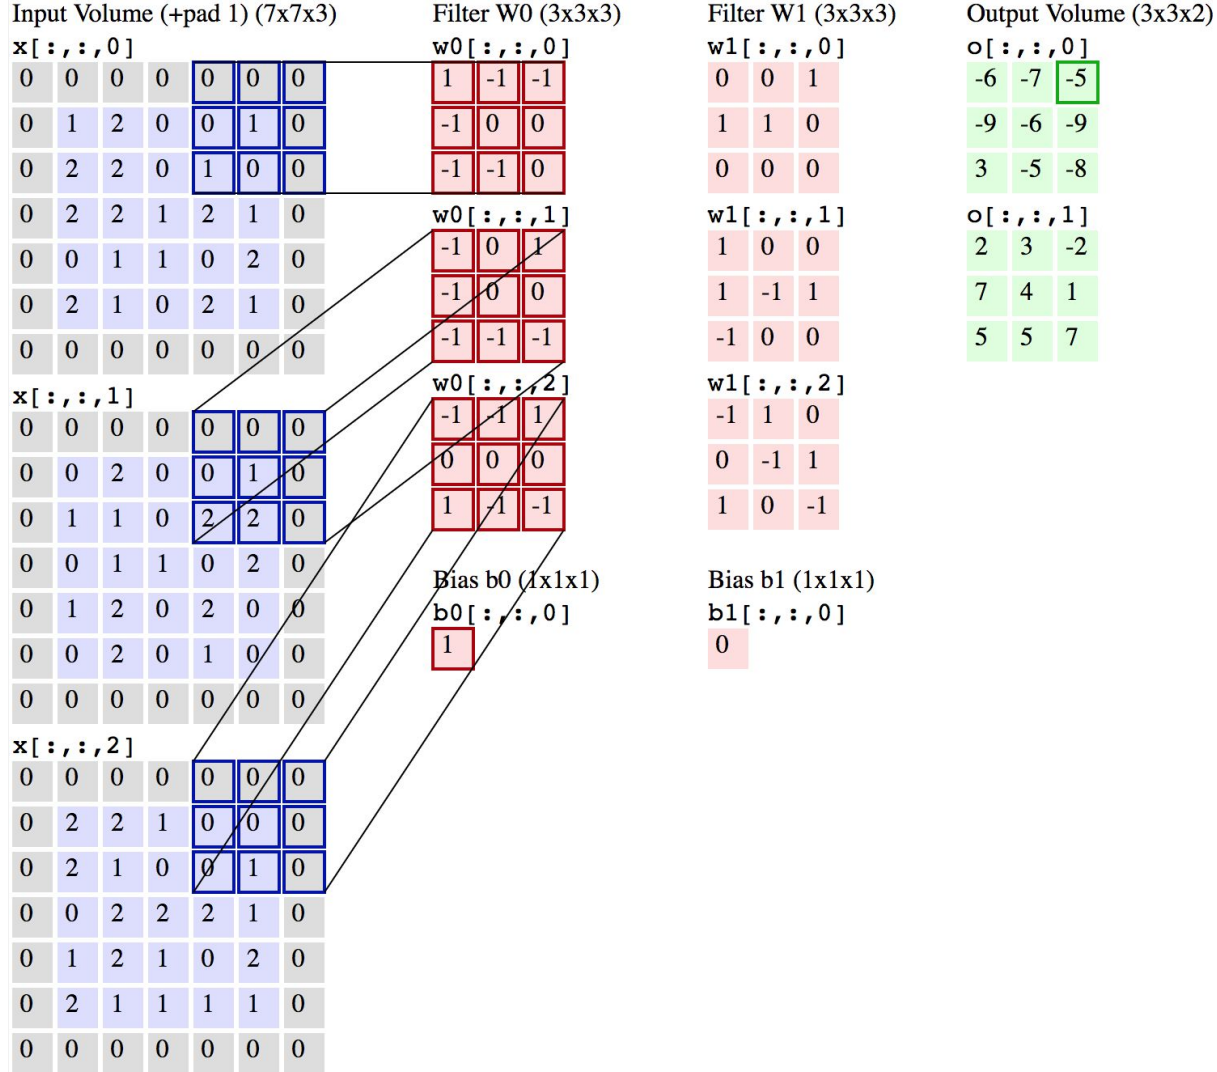 Input Volume (+pad 1) (7x7x3)
x[:,:,0]
0 0 0 0 0 0 0
0 1 2 0 0 1 0
0 2 2 0 1 0 0
0 2 2 1 2 1 0
0 0 1 1 0 2 0
0 2 1 0 2 1 0
0 0 0 0 0 0 0
x[:,:,1]
0 0 0 0 0 0 0
0 0 2 0 0 1 0
0 1 1 0 2 2 0
0 0 1 1 0 2 0
0 1 2 0 2 0 0
0 0 2 0 1 0 0
0 0 0 0 0 0 0
x[:,:,2]
0 0 0 0 0 0 0
0 2 2 1 0 0 0
0 2 1 0 0 1 0
0 0 2 2 2 1 0
0 1 2 1 0 2 0
0 2 1 1 1 1 0
0 0 0 0 0 0 0
Filter W0 (3x3x3)
w0[:,:,0]
1 -1 -1
-1 0 0
-1 -1 0
w0[:,:,1]
-1 0 1
-1 0 0
-1 -1 -1
w0[:,:,2]
-1 -1 1
0 0 0
1 -1 -1
Bias b0 (1x1x1)
b0[:,:,0]
1
Filter W1 (3x3x3)
w1[:,:,0]
0 0 1
1 1 0
0 0 0
w1[:,:,1]
1 0 0
1 -1 1
-1 0 0
w1[:,:,2]
-1 1 0
0 -1 1
1 0 -1
Bias b1 (1x1x1)
b1[:,:,0]
0
Output Volume (3x3x2)
o[:,:,0]
-6 -7 -5
-9 -6 -9
3 -5 -8
o[:,:,1]
2 3 -2
7 4 1
5 5 7